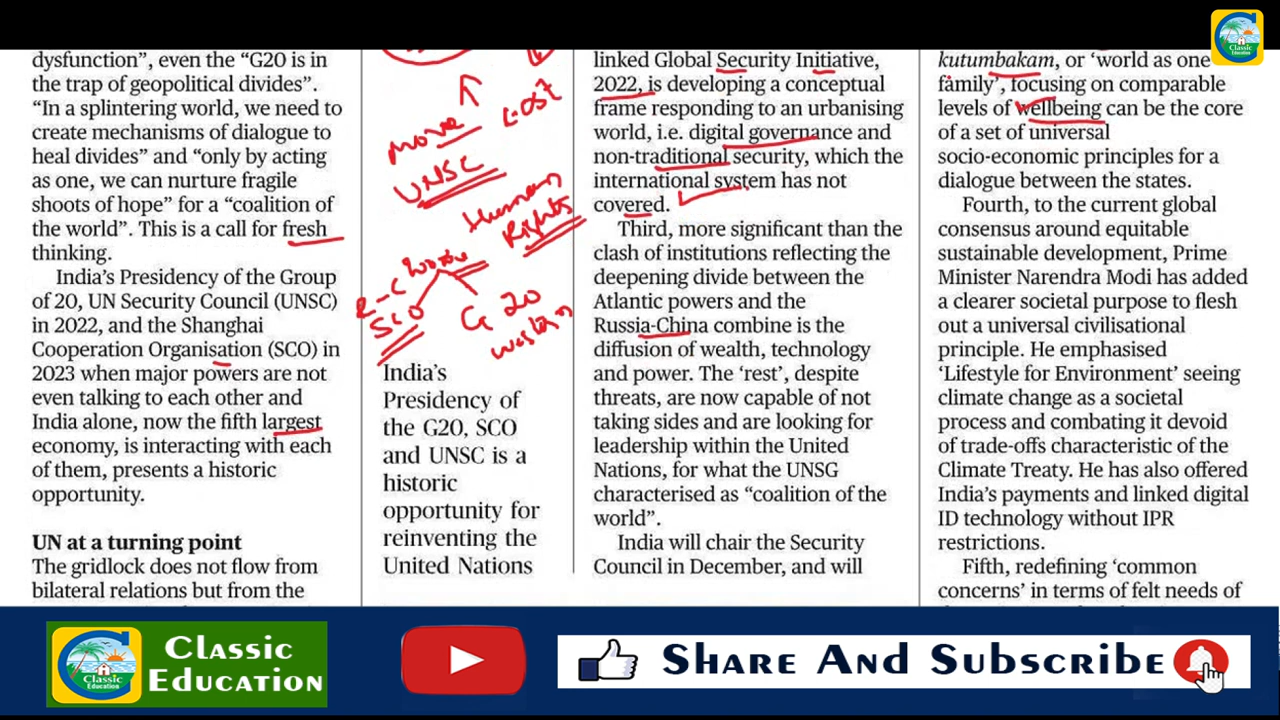 dysfunction”, even the “G20 is in
the trap of geopolitical divides”.
“In a splintering world, we need to
create mechanisms of dialogue to
heal divides” and “only by acting
as one, we can nurture fragile
shoots of hope” for a “coalition of
the world”. This is a call for fresh
thinking.
India’s Presidency of the Group
of 20, UN Security Council (UNSC)
in 2022, and the Shanghai
Cooperation Organisation (SCO) in
2023 when major powers are not
even talking to each other and
India alone, now the fifth largest
economy, is interacting with each
of them, presents a historic
opportunity.
UN at a turning point
The gridlock does not flow from
bilateral relations but from the
move
UNSC
cost
Human
Rights
R-C
world
SCO
G 20
western
India’s
Presidency of
the G20, SCO
and UNSC is a
historic
opportunity for
reinventing the
United Nations
linked Global Security Initiative,
2022, is developing a conceptual
frame responding to an urbanising
world, i.e. digital governance and
non-traditional security, which the
international system has not
covered.
Third, more significant than the
clash of institutions reflecting the
deepening divide between the
Atlantic powers and the
Russia-China combine is the
diffusion of wealth, technology
and power. The ‘rest’, despite
threats, are now capable of not
taking sides and are looking for
leadership within the United
Nations, for what the UNSG
characterised as “coalition of the
world”.
India will chair the Security
Council in December, and will
kutumbakam, or ‘world as one
family’, focusing on comparable
levels of wellbeing can be the core
of a set of universal
socio-economic principles for a
dialogue between the states.
Fourth, to the current global
consensus around equitable
sustainable development, Prime
Minister Narendra Modi has added
a clearer societal purpose to flesh
out a universal civilisational
principle. He emphasised
‘Lifestyle for Environment’ seeing
climate change as a societal
process and combating it devoid
of trade-offs characteristic of the
Climate Treaty. He has also offered
India’s payments and linked digital
ID technology without IPR
restrictions.
Fifth, redefining ‘common
concerns’ in terms of felt needs of
Classic
Education
Classic
Education
Classic
Education
Share And Subscribe